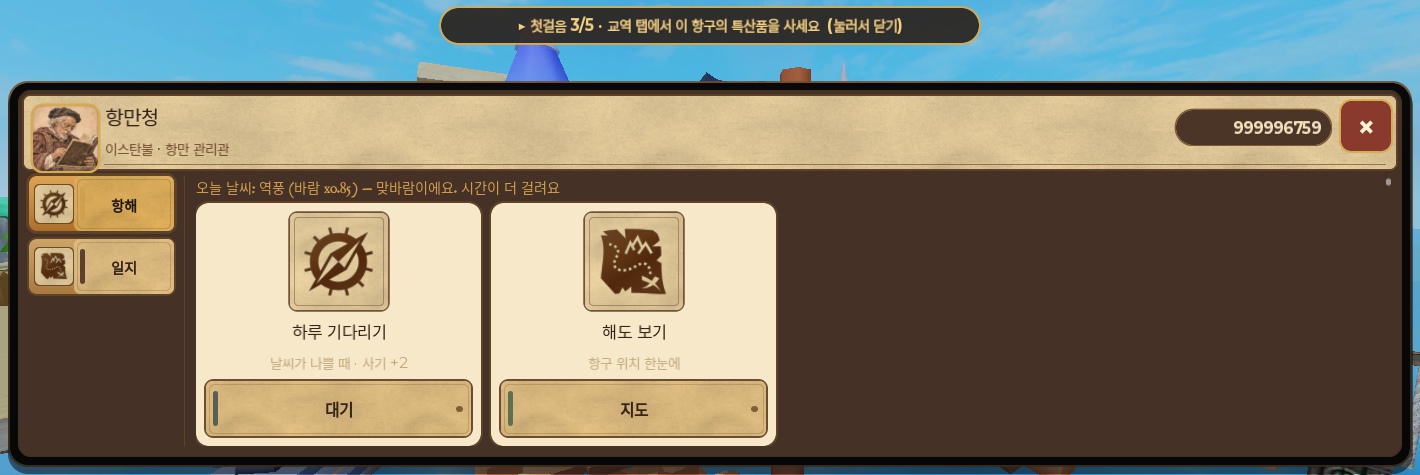 ▸ 첫걸음 3/5 · 교역 탭에서 이 항구의 특산품을 사세요 (눌러서 닫기)
항만청
이스탄불 · 항만 관리관
999996759
×
항해
일지
오늘 날씨: 역풍 (바람 x0.85) — 맞바람이에요. 시간이 더 걸려요
하루 기다리기
날씨가 나쁠 때 · 사기 +2
대기
해도 보기
항구 위치 한눈에
지도